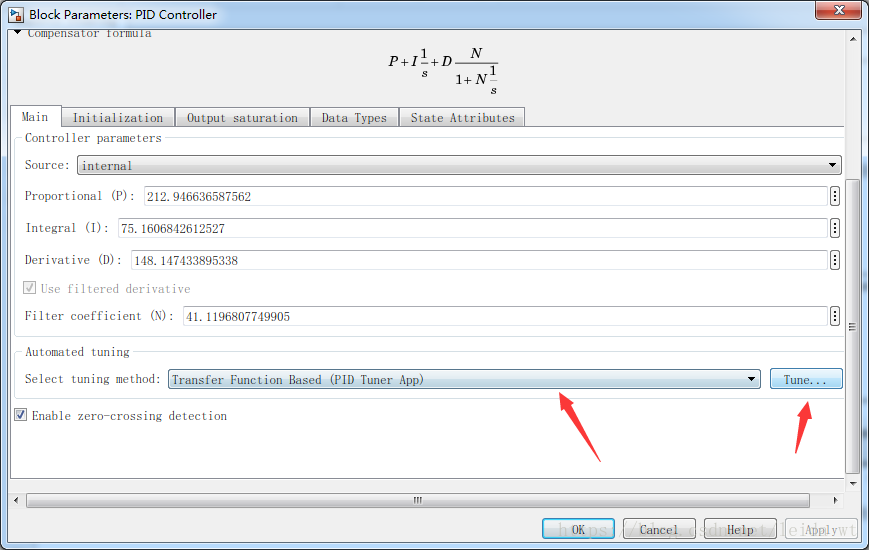 Block Parameters: PID Controller
Compensator formula
P+I 1/s +D N/(1+N 1/s)
Main Initialization Output saturation Data Types State Attributes
Controller parameters
Source: internal
Proportional (P): 212.946636587562
Integral (I): 75.1606842612527
Derivative (D): 148.147433895338
Use filtered derivative
Filter coefficient (N): 41.1196807749905
Automated tuning
Select tuning method: Transfer Function Based (PID Tuner App) Tune...
Enable zero-crossing detection
OK Cancel Help Apply